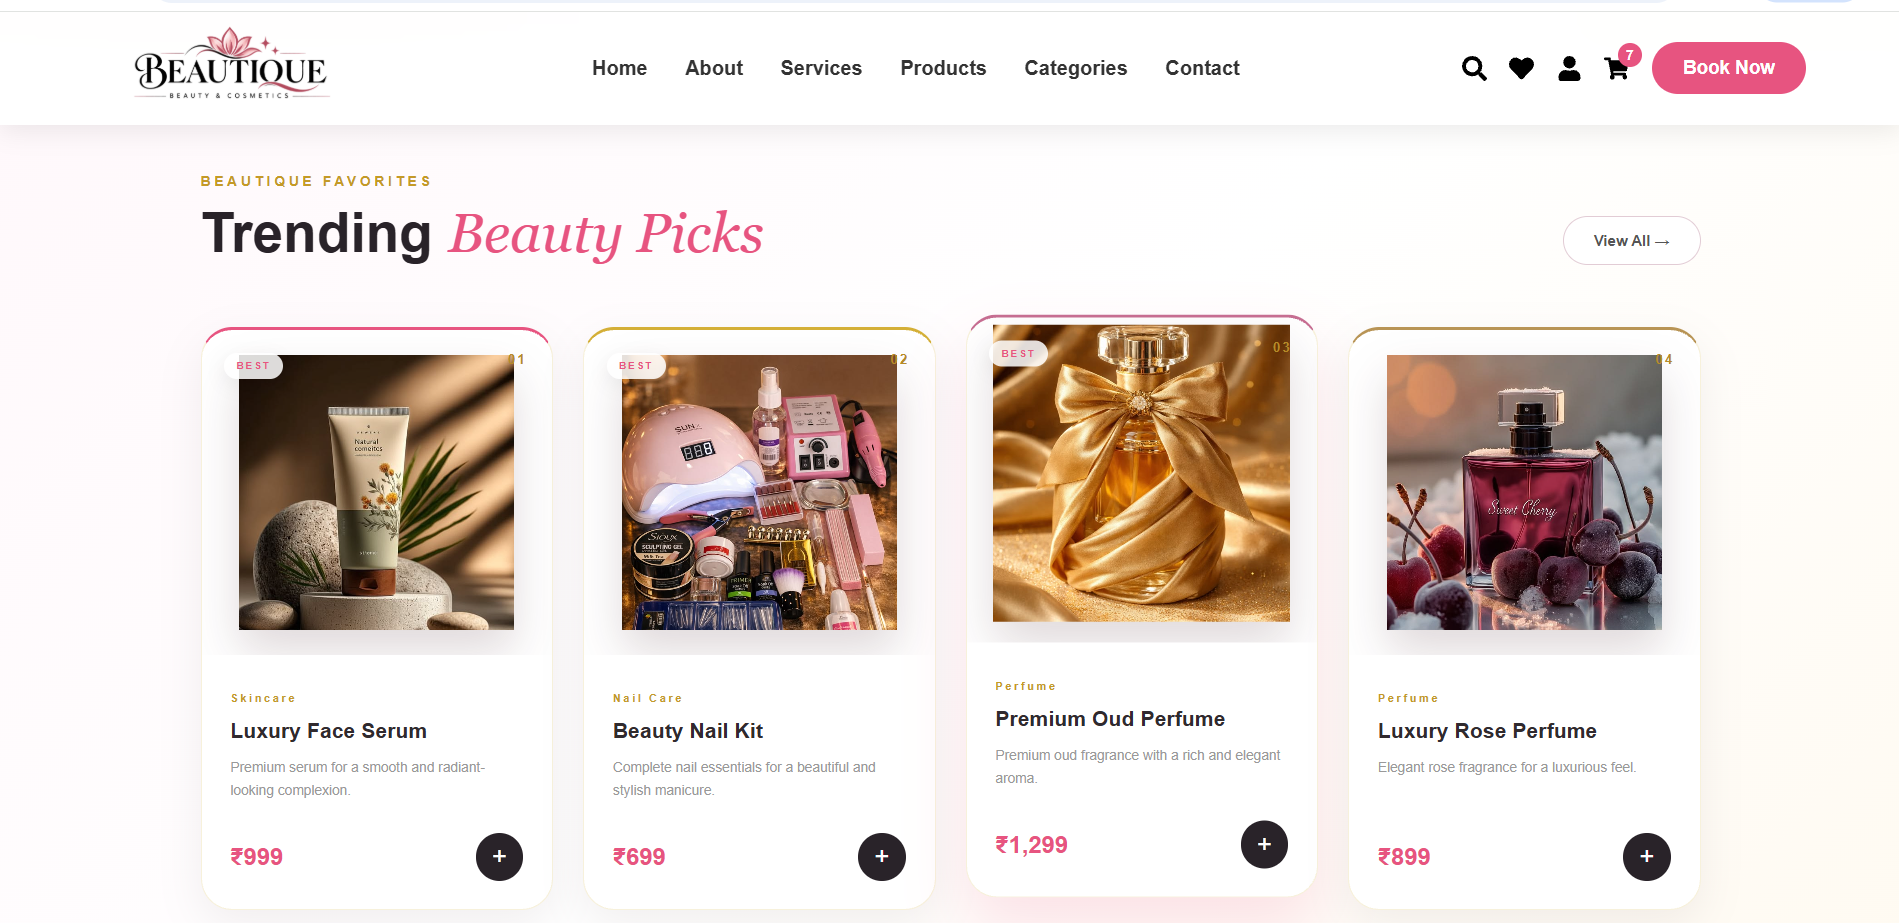 BEAUTIQUE
BEAUTY & COSMETICS
Home
About
Services
Products
Categories
Contact
7
Book Now
BEAUTIQUE FAVORITES
Trending Beauty Picks
View All →
BEST
01
Natural
BEST
02
SUN
SIOUX
SCULPTING GEL
PRIMER
BEST
03
04
Sweet Cherry
Skincare
Luxury Face Serum
Premium serum for a smooth and radiant-
looking complexion.
₹999
+
Nail Care
Beauty Nail Kit
Complete nail essentials for a beautiful and
stylish manicure.
₹699
+
Perfume
Premium Oud Perfume
Premium oud fragrance with a rich and elegant
aroma.
₹1,299
+
Perfume
Luxury Rose Perfume
Elegant rose fragrance for a luxurious feel.
₹899
+